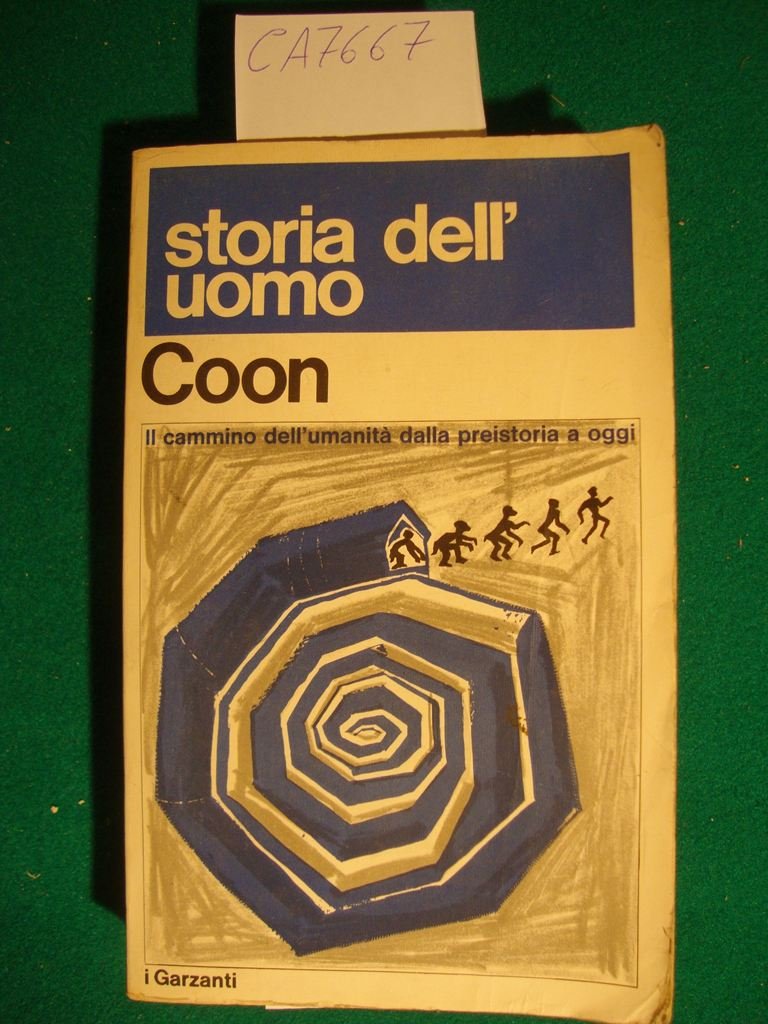 CA7667
storia dell'
uomo
Coon
Il cammino dell'umanità dalla preistoria a oggi
i Garzanti